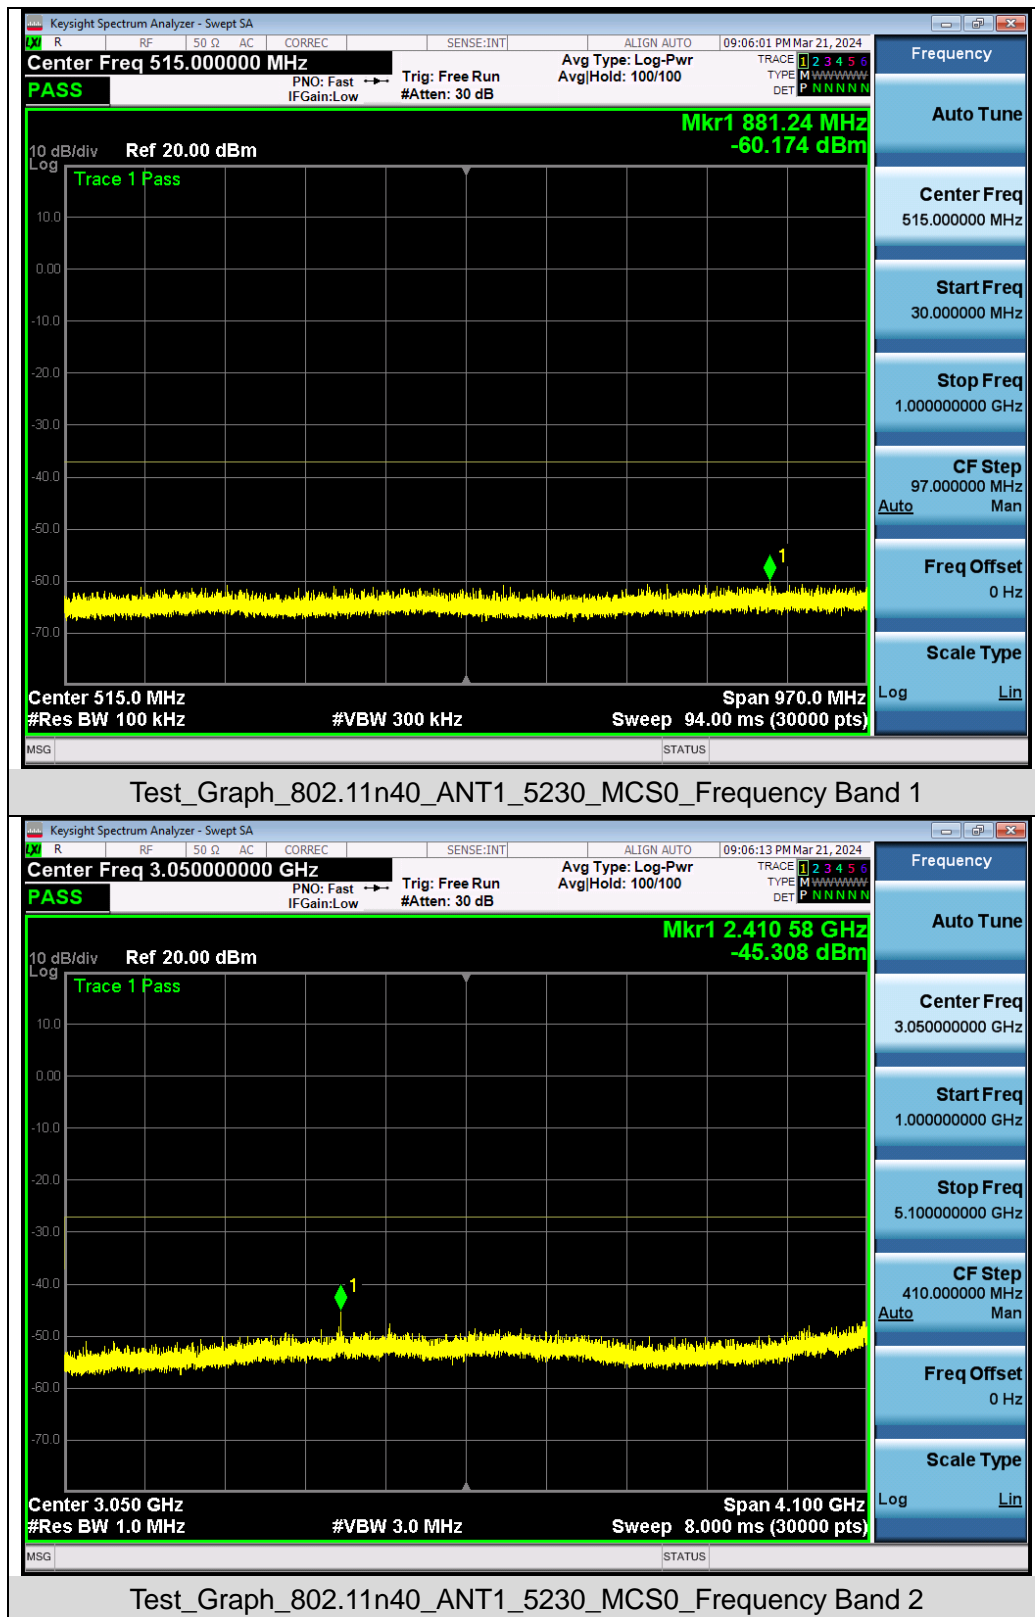 Keysight Spectrum Analyzer - Swept SA
LXI R RF 50 Ω AC CORREC SENSE:INT ALIGN AUTO 09:06:01 PM Mar 21, 2024
Center Freq 515.000000 MHz
PASS
PNO: Fast
IFGain:Low
Trig: Free Run
#Atten: 30 dB
Avg Type: Log-Pwr
Avg|Hold: 100/100
TRACE 1 2 3 4 5 6
TYPE M WWWWW
DET P N N N N N
Mkr1 881.24 MHz
-60.174 dBm
10 dB/div
Log
Ref 20.00 dBm
Trace 1 Pass
10.0
0.00
-10.0
-20.0
-30.0
-40.0
-50.0
-60.0
-70.0
1
Center 515.0 MHz
Span 970.0 MHz
#Res BW 100 kHz
#VBW 300 kHz
Sweep 94.00 ms (30000 pts)
MSG
STATUS
Frequency
Auto Tune
Center Freq
515.000000 MHz
Start Freq
30.000000 MHz
Stop Freq
1.000000000 GHz
CF Step
97.000000 MHz
Auto Man
Freq Offset
0 Hz
Scale Type
Log Lin
Test_Graph_802.11n40_ANT1_5230_MCS0_Frequency Band 1
Keysight Spectrum Analyzer - Swept SA
LXI R RF 50 Ω AC CORREC SENSE:INT ALIGN AUTO 09:06:13 PM Mar 21, 2024
Center Freq 3.050000000 GHz
PASS
PNO: Fast
IFGain:Low
Trig: Free Run
#Atten: 30 dB
Avg Type: Log-Pwr
Avg|Hold: 100/100
TRACE 1 2 3 4 5 6
TYPE M WWWWW
DET P N N N N N
Mkr1 2.410 58 GHz
-45.308 dBm
10 dB/div
Log
Ref 20.00 dBm
Trace 1 Pass
10.0
0.00
-10.0
-20.0
-30.0
-40.0
-50.0
-60.0
-70.0
1
Center 3.050 GHz
Span 4.100 GHz
#Res BW 1.0 MHz
#VBW 3.0 MHz
Sweep 8.000 ms (30000 pts)
MSG
STATUS
Frequency
Auto Tune
Center Freq
3.050000000 GHz
Start Freq
1.000000000 GHz
Stop Freq
5.100000000 GHz
CF Step
410.000000 MHz
Auto Man
Freq Offset
0 Hz
Scale Type
Log Lin
Test_Graph_802.11n40_ANT1_5230_MCS0_Frequency Band 2